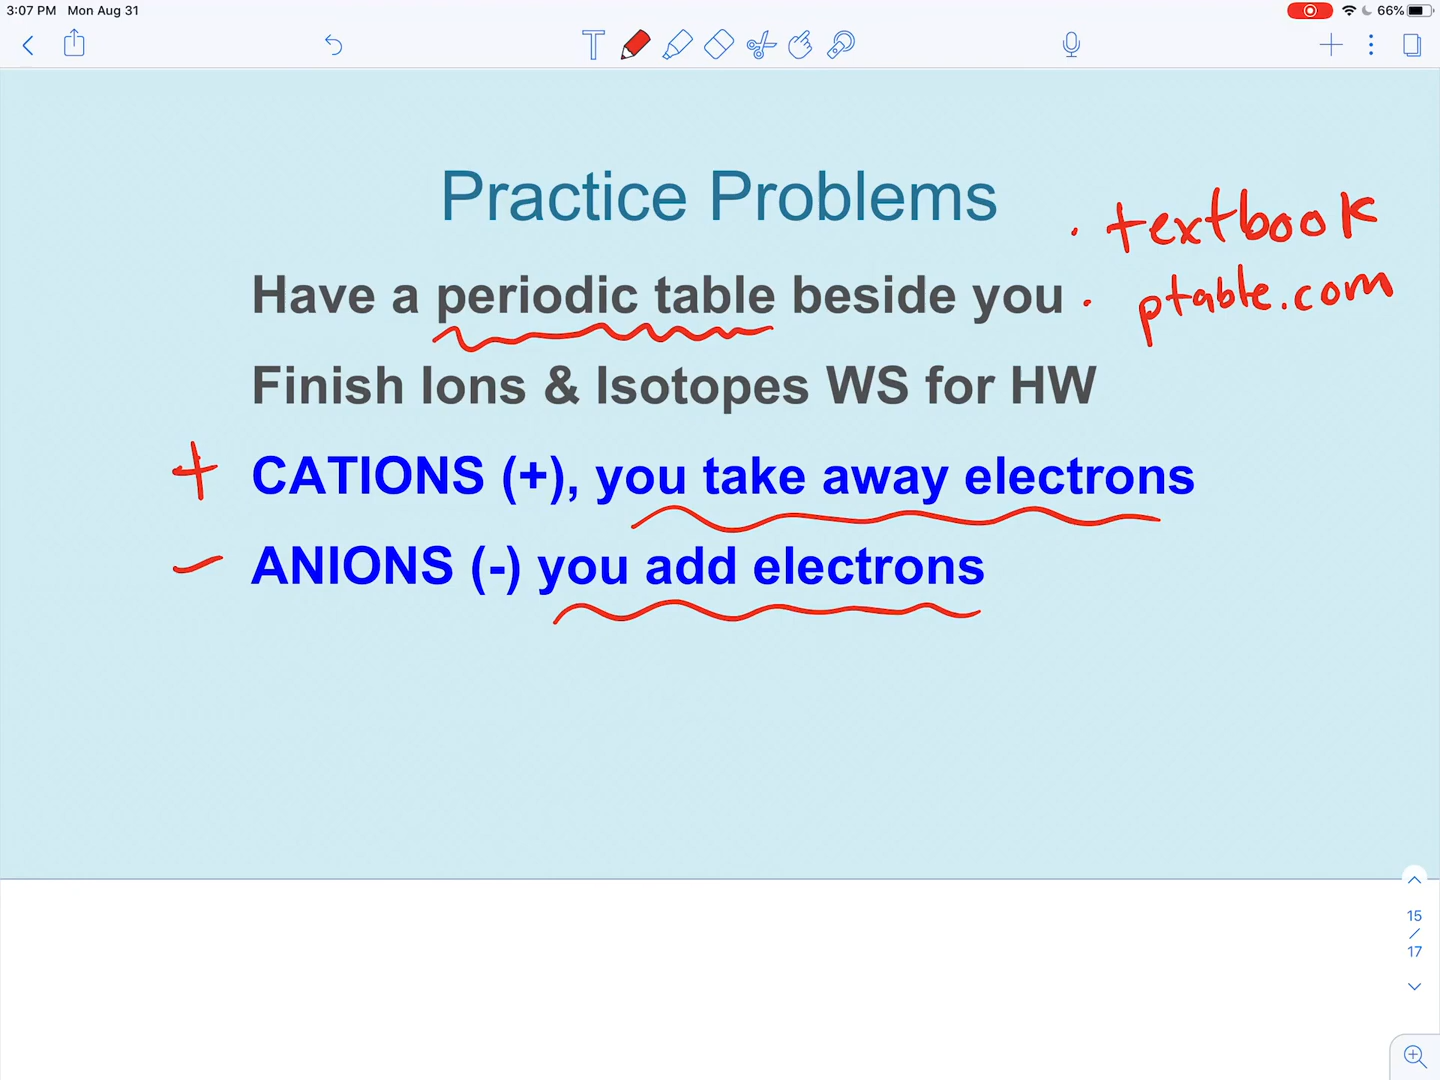 3:07 PM Mon Aug 31
66%
Practice Problems
· textbook
Have a periodic table beside you
· ptable.com
Finish Ions & Isotopes WS for HW
+ CATIONS (+), you take away electrons
- ANIONS (-) you add electrons
15
/
17